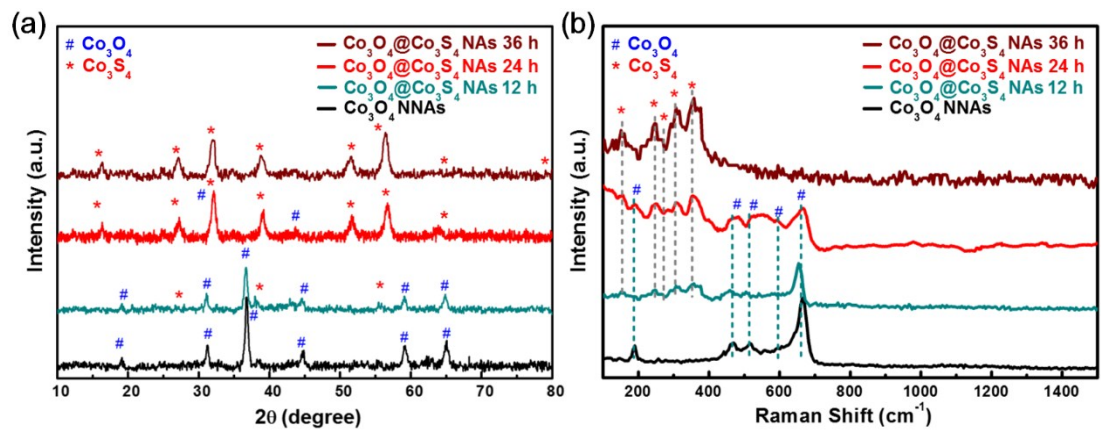 (a)
# Co3O4
* Co3S4
Co3O4@Co3S4 NAs 36 h
Co3O4@Co3S4 NAs 24 h
Co3O4@Co3S4 NAs 12 h
Co3O4 NNAs
Intensity (a.u.)
10 20 30 40 50 60 70 80
2θ (degree)
(b)
# Co3O4
* Co3S4
Co3O4@Co3S4 NAs 36 h
Co3O4@Co3S4 NAs 24 h
Co3O4@Co3S4 NAs 12 h
Co3O4 NNAs
Intensity (a.u.)
200 400 600 800 1000 1200 1400
Raman Shift (cm-1)